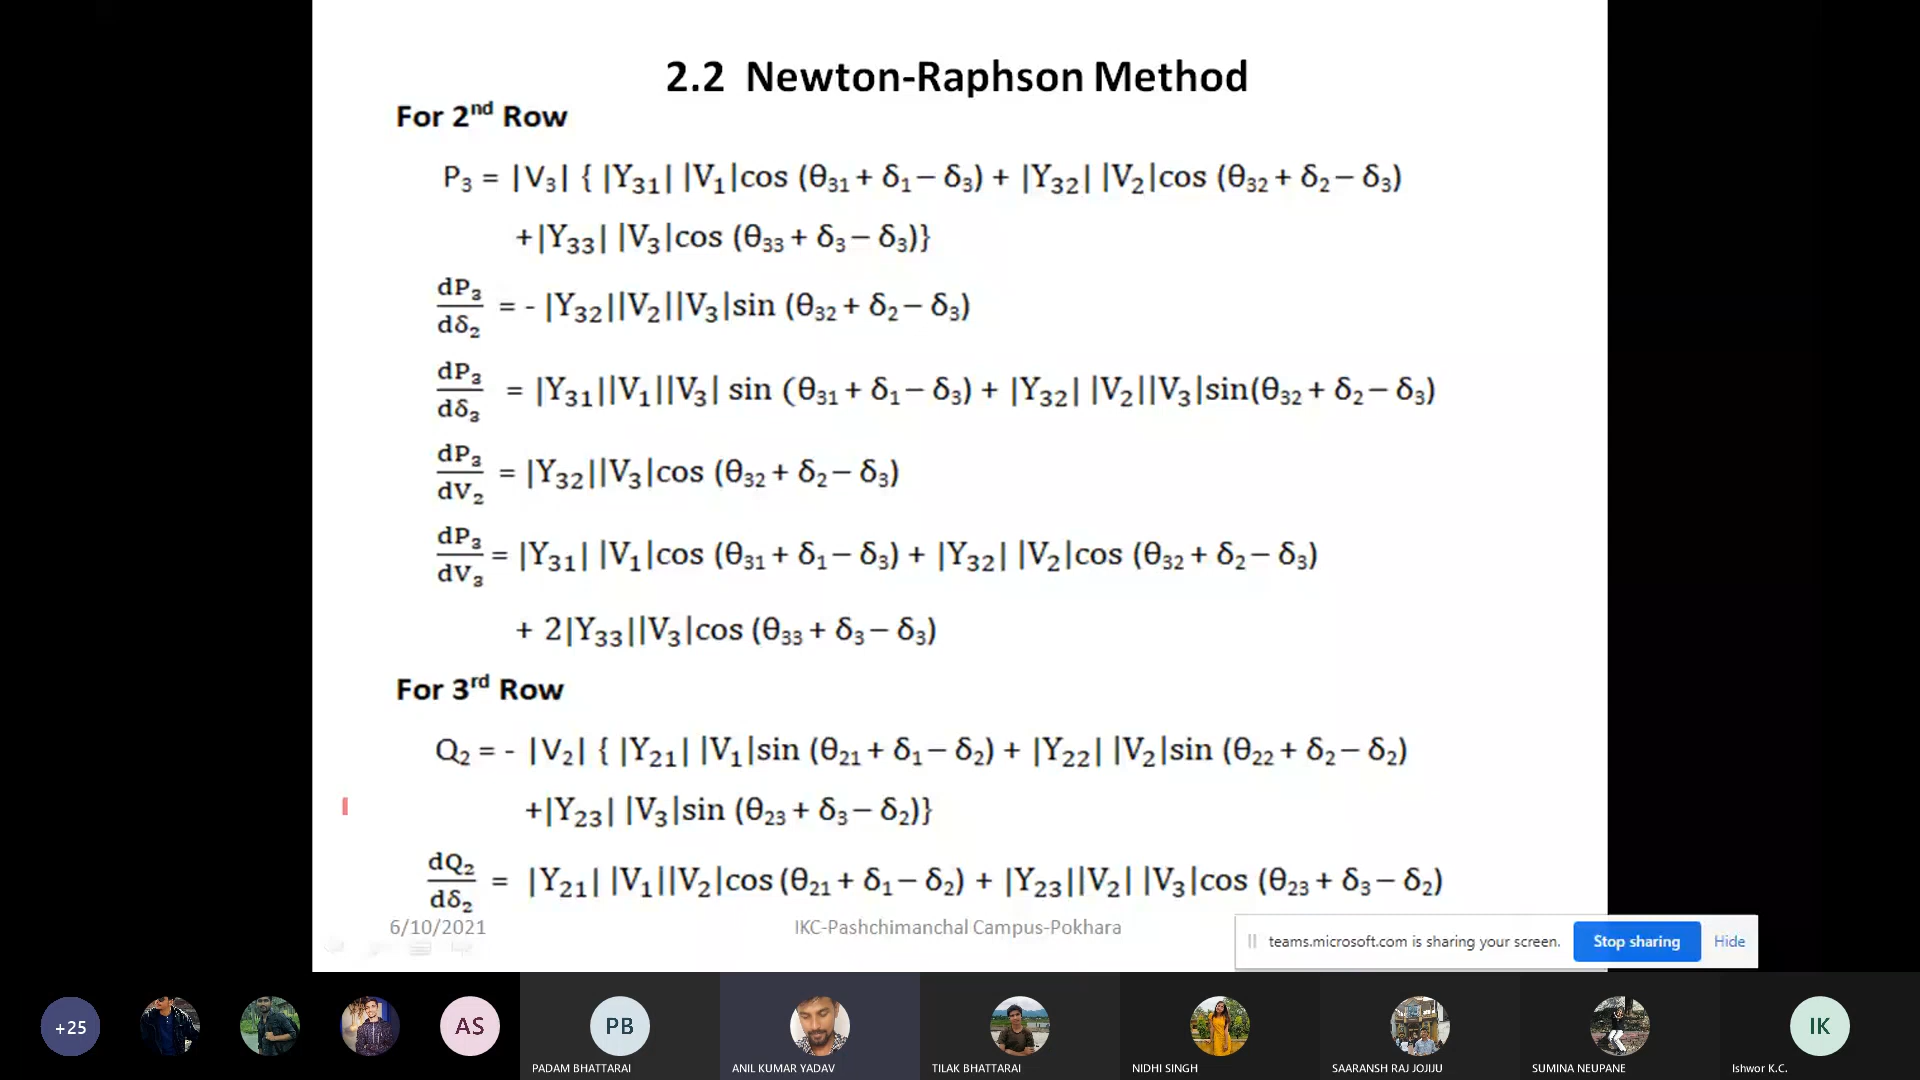 2.2 Newton-Raphson Method
For 2nd Row
P₃ = |V₃| { |Y₃₁| |V₁|cos (θ₃₁ + δ₁ – δ₃) + |Y₃₂| |V₂|cos (θ₃₂ + δ₂ – δ₃)
+|Y₃₃| |V₃|cos (θ₃₃ + δ₃ – δ₃)}
dP₃/dδ₂ = - |Y₃₂||V₂||V₃|sin (θ₃₂ + δ₂ – δ₃)
dP₃/dδ₃ = |Y₃₁||V₁||V₃| sin (θ₃₁ + δ₁ – δ₃) + |Y₃₂| |V₂||V₃|sin(θ₃₂ + δ₂ – δ₃)
dP₃/dV₂ = |Y₃₂||V₃|cos (θ₃₂ + δ₂ – δ₃)
dP₃/dV₃ = |Y₃₁| |V₁|cos (θ₃₁ + δ₁ – δ₃) + |Y₃₂| |V₂|cos (θ₃₂ + δ₂ – δ₃)
+ 2|Y₃₃||V₃|cos (θ₃₃ + δ₃ – δ₃)
For 3rd Row
Q₂ = - |V₂| { |Y₂₁| |V₁|sin (θ₂₁ + δ₁ – δ₂) + |Y₂₂| |V₂|sin (θ₂₂ + δ₂ – δ₂)
+|Y₂₃| |V₃|sin (θ₂₃ + δ₃ – δ₂)}
dQ₂/dδ₂ = |Y₂₁| |V₁||V₂|cos (θ₂₁ + δ₁ – δ₂) + |Y₂₃||V₂| |V₃|cos (θ₂₃ + δ₃ – δ₂)
6/10/2021 IKC-Pashchimanchal Campus-Pokhara
teams.microsoft.com is sharing your screen. Stop sharing Hide
+25 AS PB IK
PADAM BHATTARAI ANIL KUMAR YADAV TILAK BHATTARAI NIDHI SINGH SAARANSH RAJ JOJIJU SUMINA NEUPANE Ishwor K.C.